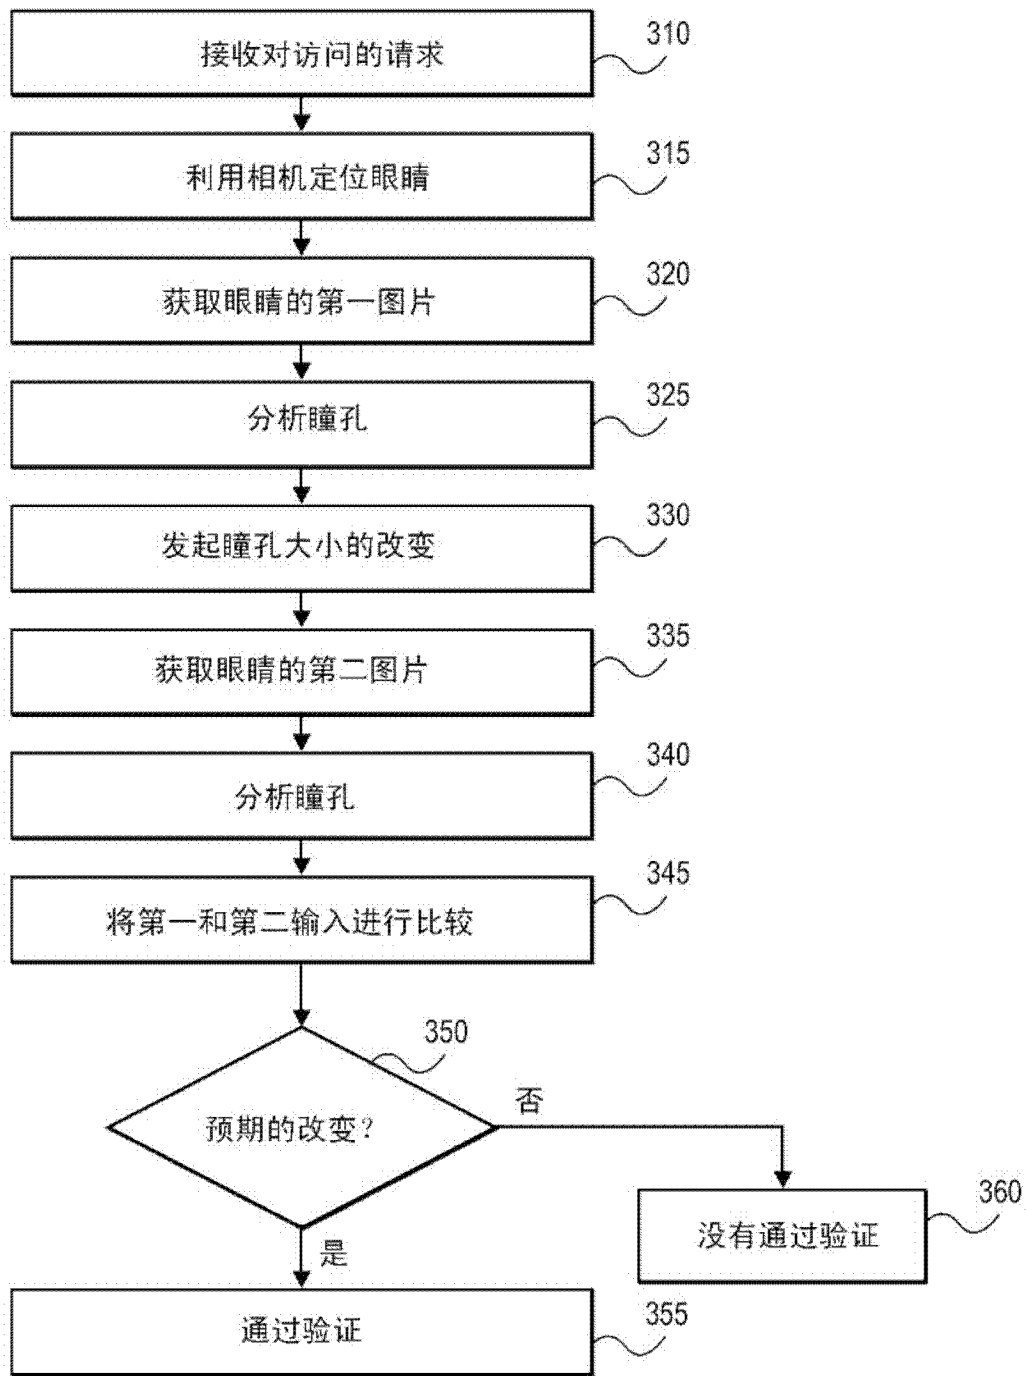 接收对访问的请求
310
利用相机定位眼睛
315
获取眼睛的第一图片
320
分析瞳孔
325
发起瞳孔大小的改变
330
获取眼睛的第二图片
335
分析瞳孔
340
将第一和第二输入进行比较
345
预期的改变？
350
否
没有通过验证
360
是
通过验证
355